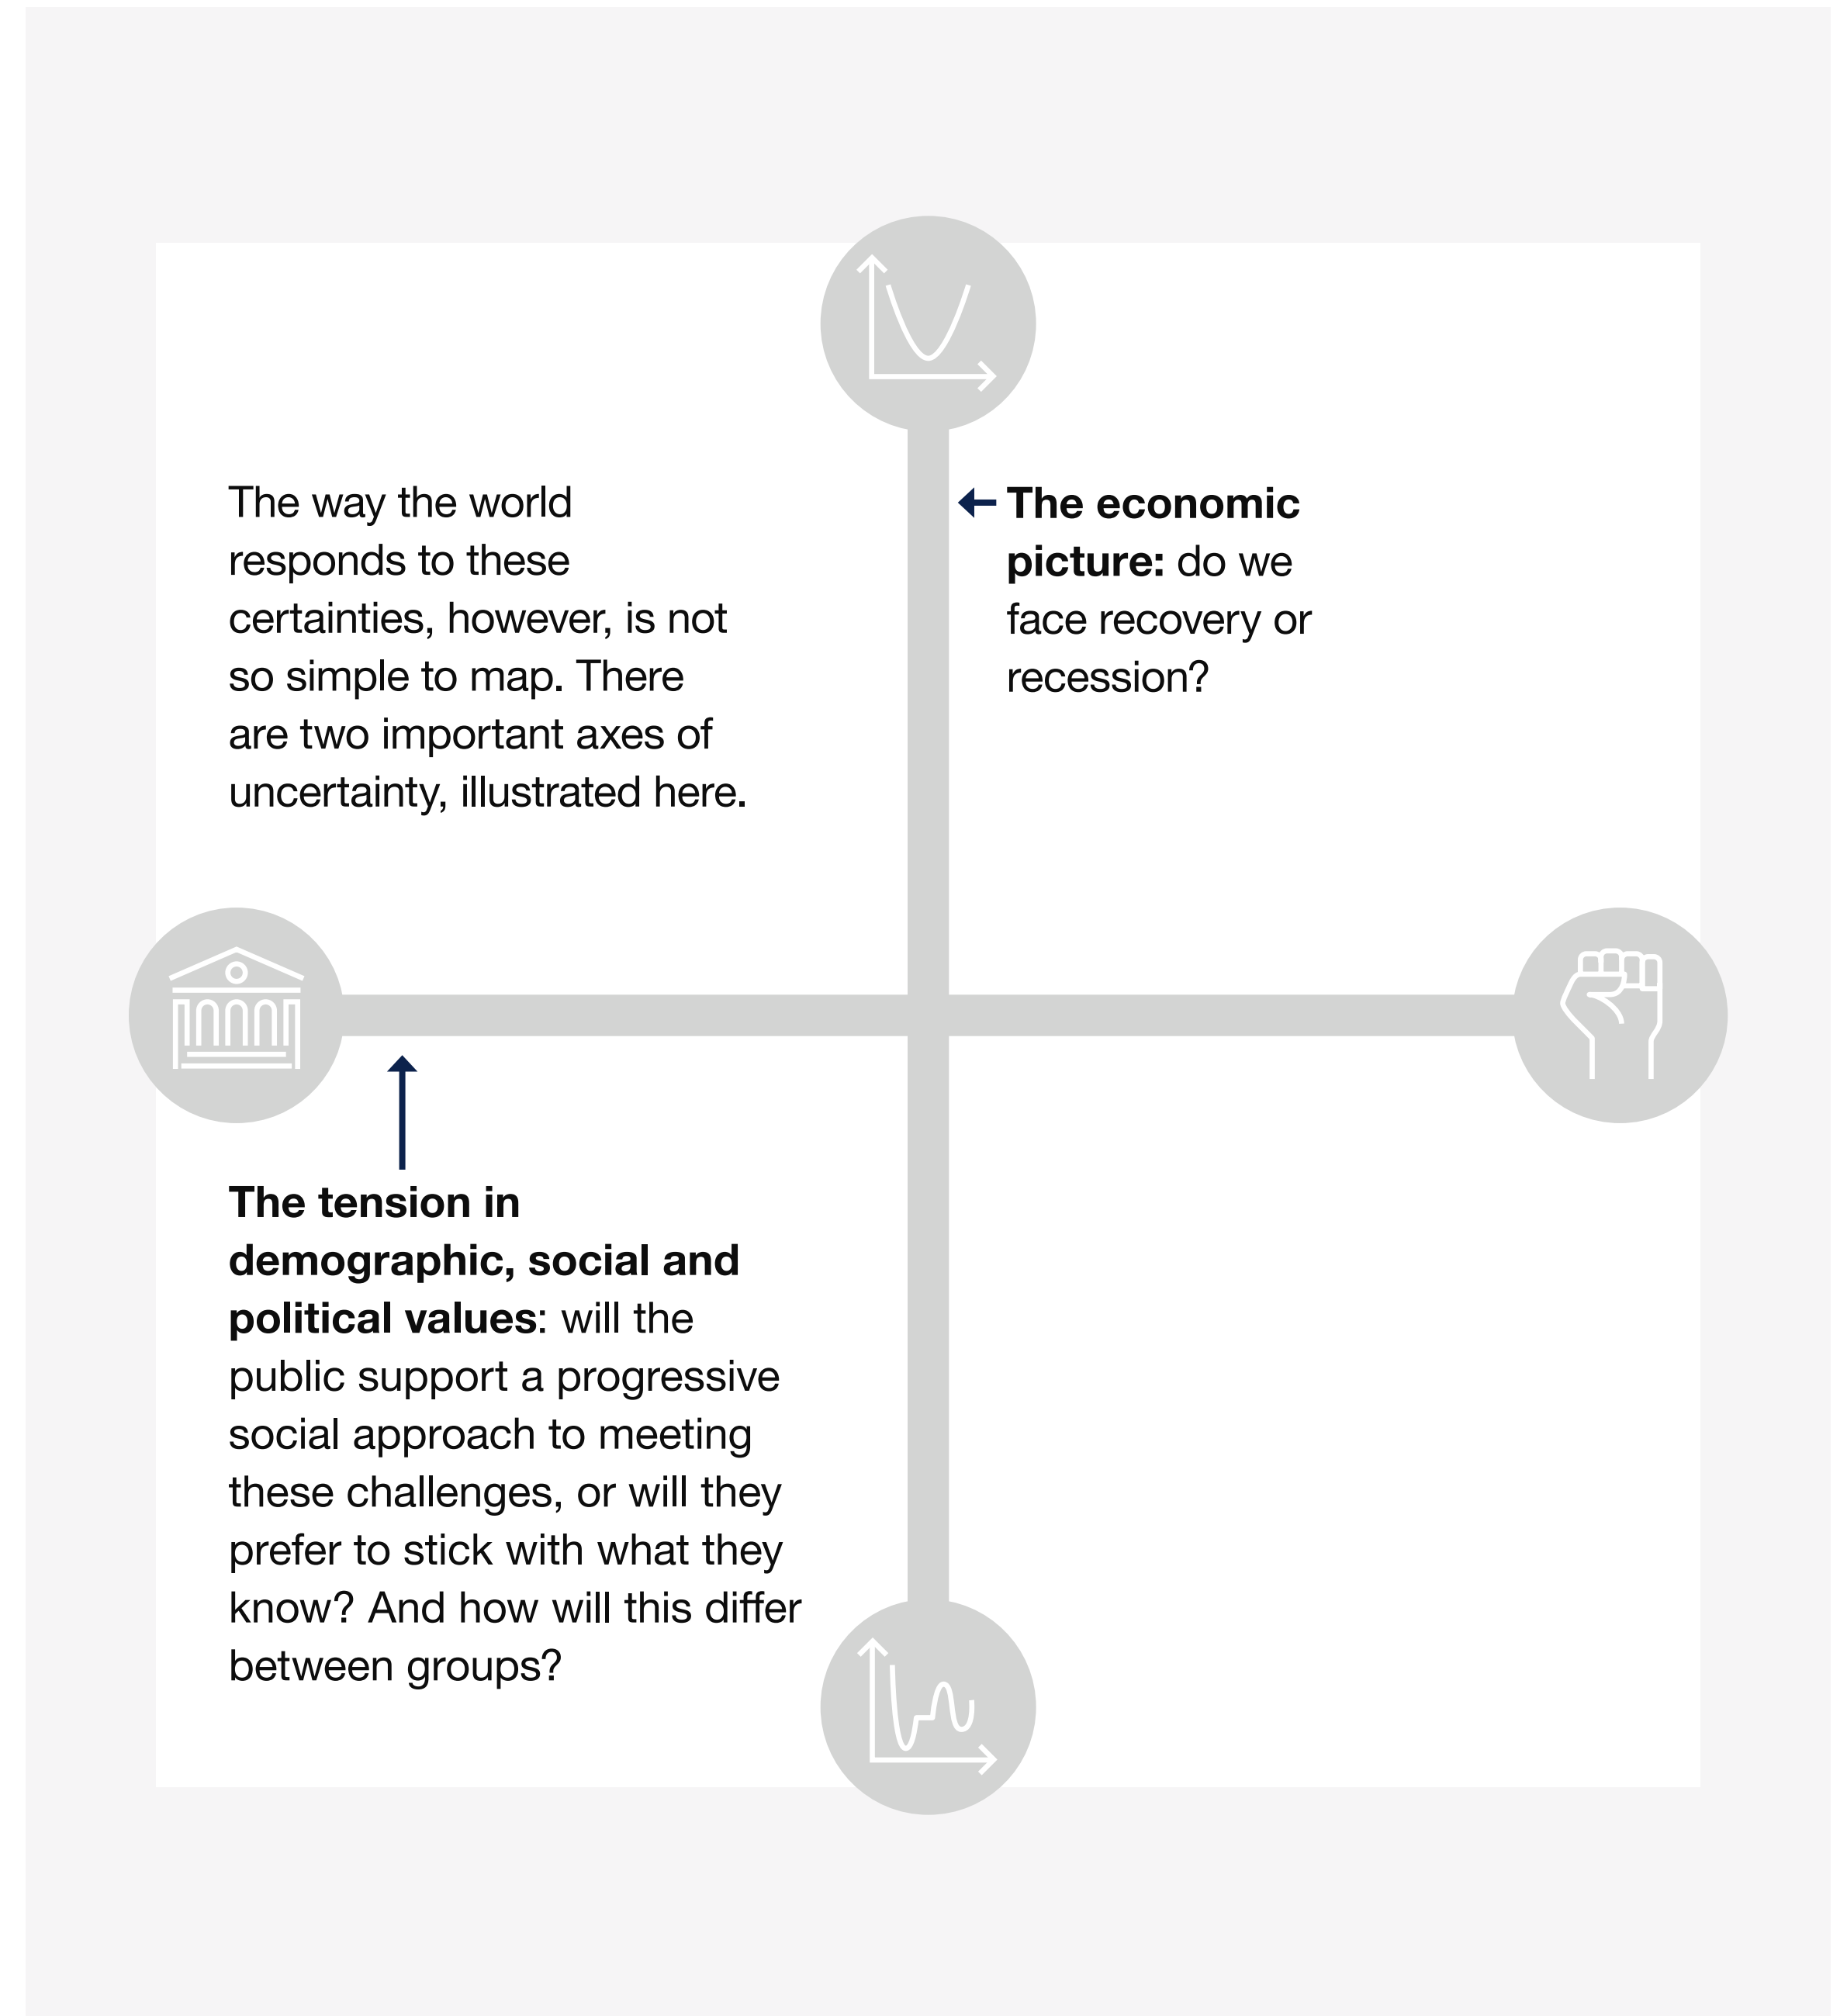 The way the world
responds to these
certainties, however, is not
so simple to map. There
are two important axes of
uncertainty, illustrated here.
The economic
picture: do we
face recovery or
recession?
The tension in
demographic, social and
political values: will the
public support a progressive
social approach to meeting
these challenges, or will they
prefer to stick with what they
know? And how will this differ
between groups?